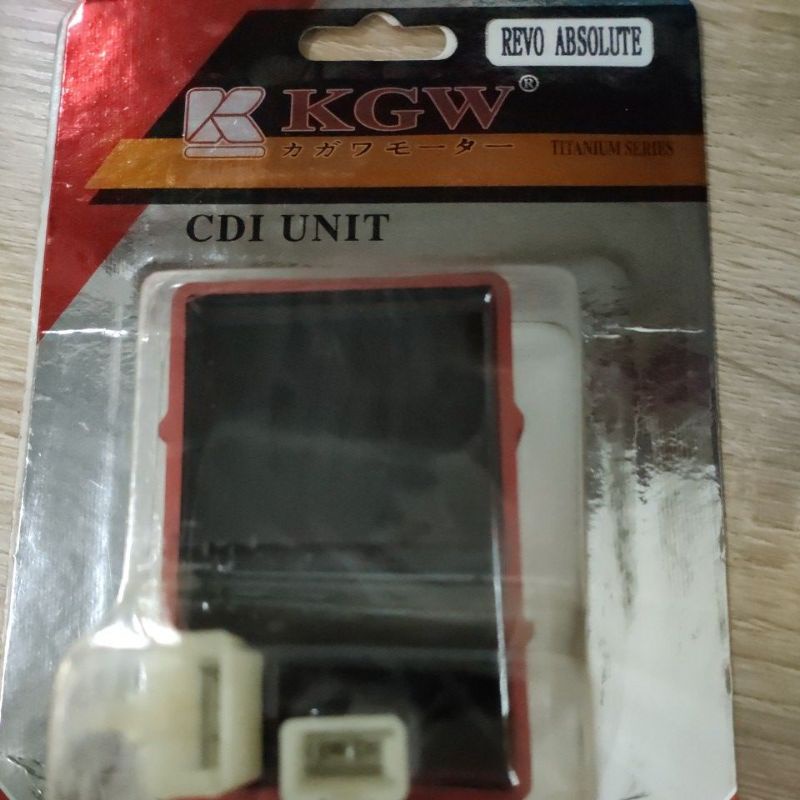 REVO ABSOLUTE
KGW®
カガワモーター
TITANIUM SERIES
CDI UNIT